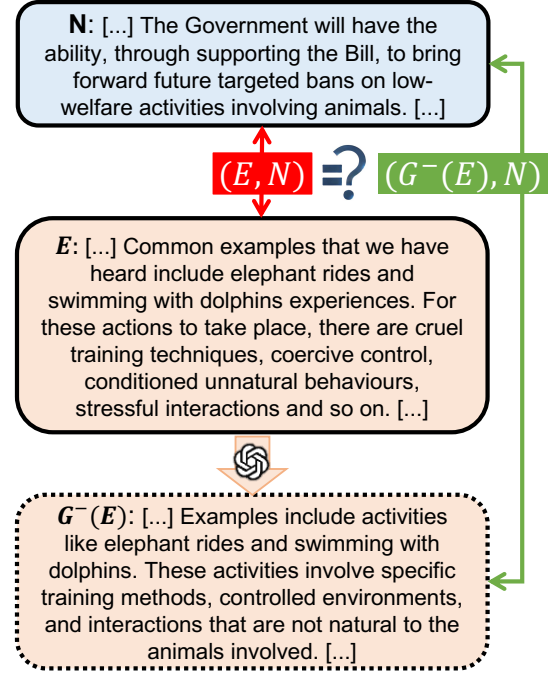 N: [...] The Government will have the
ability, through supporting the Bill, to bring
forward future targeted bans on low-
welfare activities involving animals. [...]
(E, N) =? (G⁻(E), N)
E: [...] Common examples that we have
heard include elephant rides and
swimming with dolphins experiences. For
these actions to take place, there are cruel
training techniques, coercive control,
conditioned unnatural behaviours,
stressful interactions and so on. [...]
G⁻(E): [...] Examples include activities
like elephant rides and swimming with
dolphins. These activities involve specific
training methods, controlled environments,
and interactions that are not natural to the
animals involved. [...]